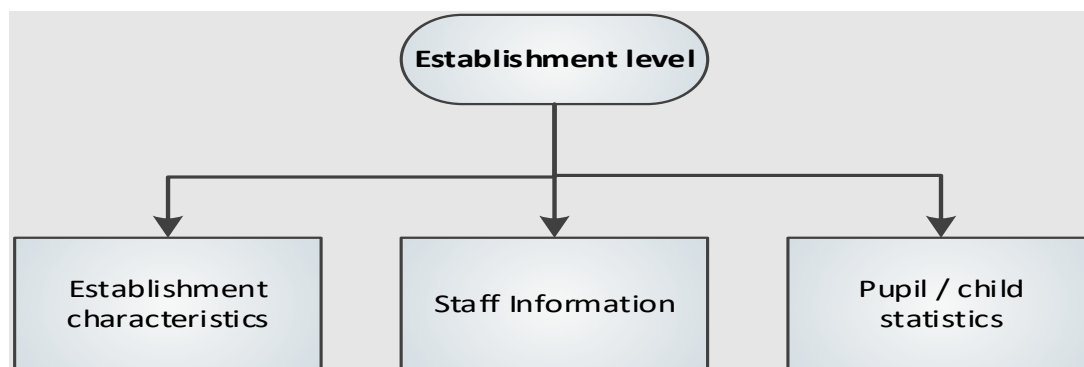 Establishment level
Establishment
characteristics
Staff Information
Pupil / child
statistics